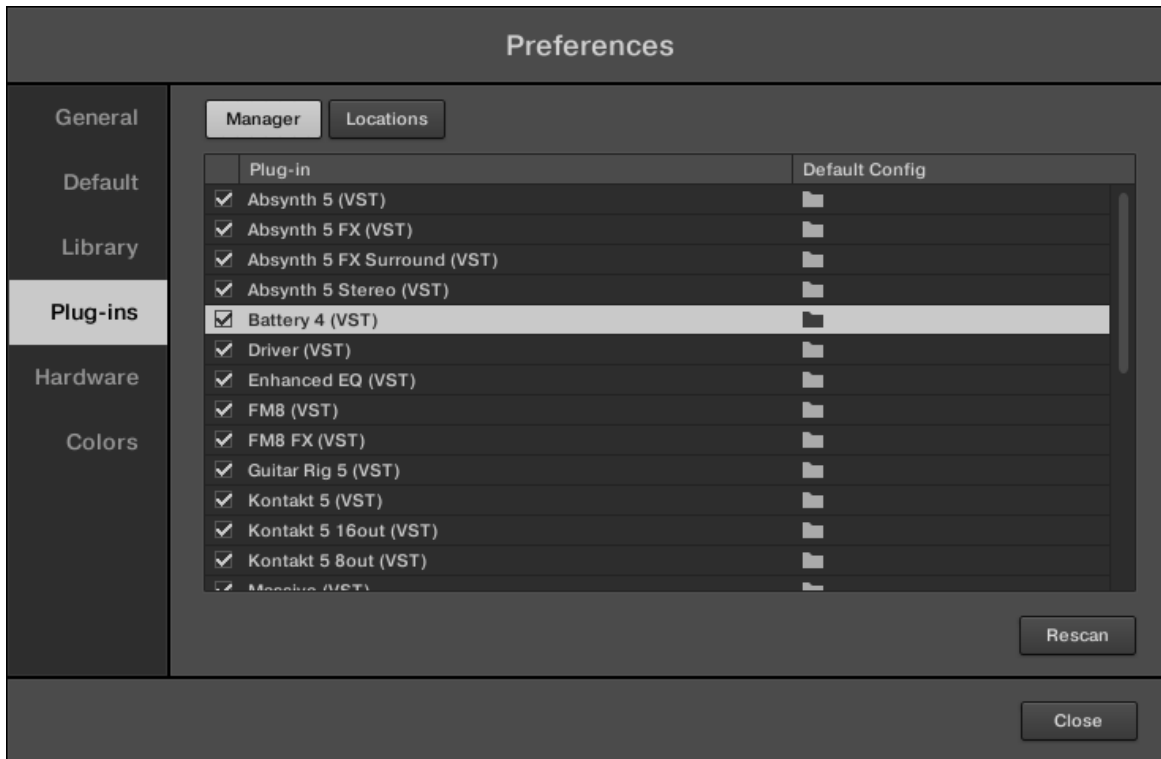 Preferences
General
Default
Library
Plug-ins
Hardware
Colors
Manager Locations
Plug-in Default Config
Absynth 5 (VST)
Absynth 5 FX (VST)
Absynth 5 FX Surround (VST)
Absynth 5 Stereo (VST)
Battery 4 (VST)
Driver (VST)
Enhanced EQ (VST)
FM8 (VST)
FM8 FX (VST)
Guitar Rig 5 (VST)
Kontakt 5 (VST)
Kontakt 5 16out (VST)
Kontakt 5 8out (VST)
Massive (VST)
Rescan
Close